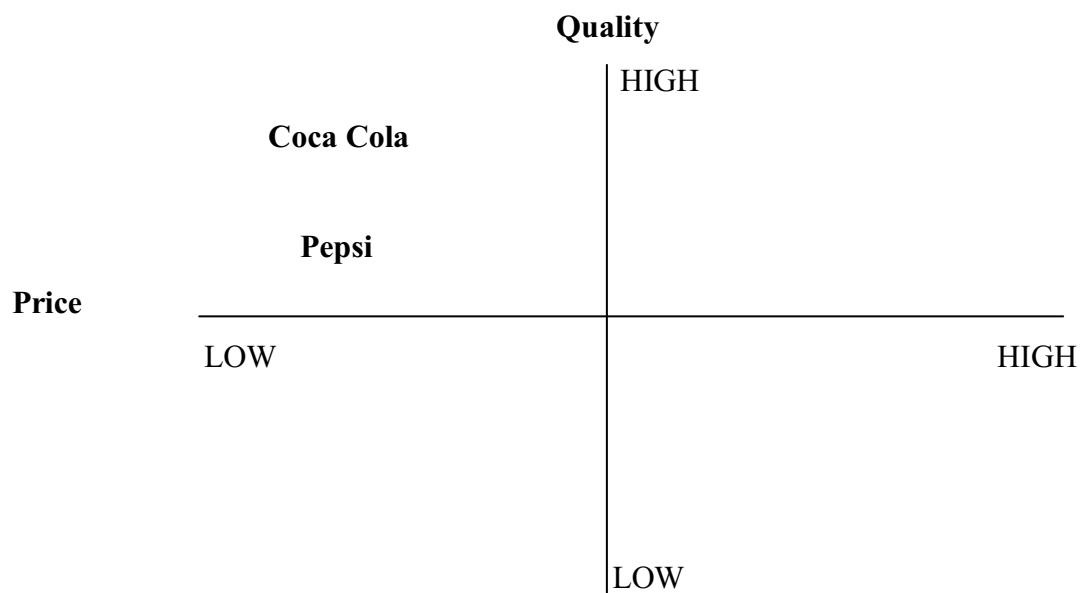 Quality
HIGH
Coca Cola
Pepsi
Price
LOW
HIGH
LOW